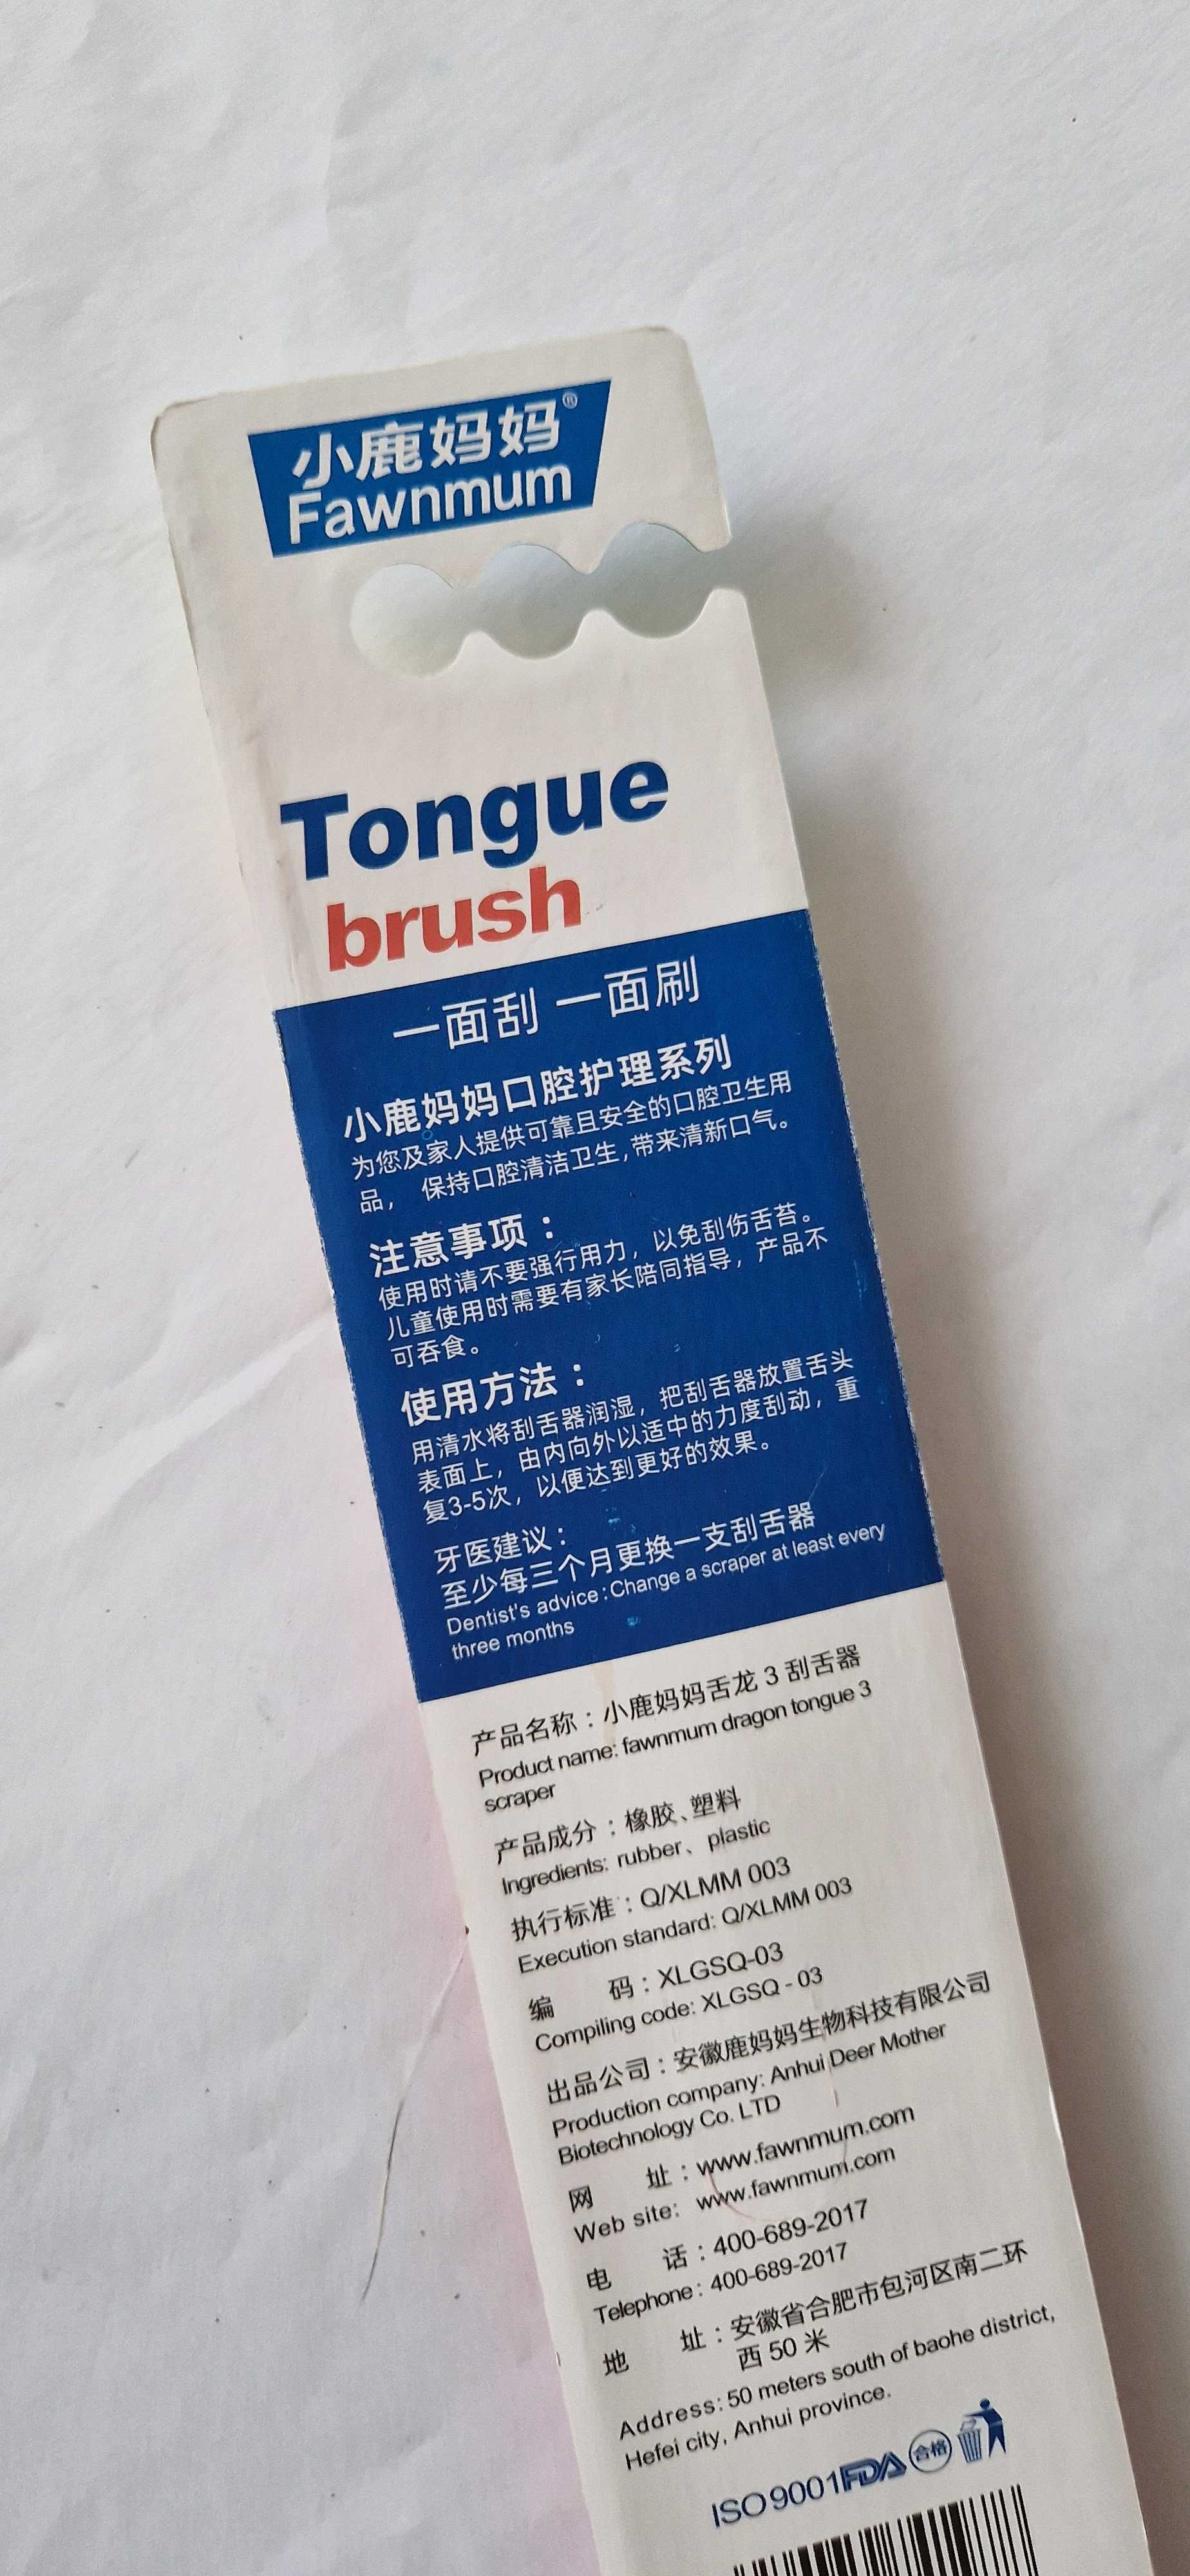 小鹿妈妈®
Fawnmum
Tongue
brush
一面刮 一面刷
小鹿妈妈口腔护理系列
为您及家人提供可靠且安全的口腔卫生用
品， 保持口腔清洁卫生,带来清新口气。
注意事项：
使用时请不要强行用力，以免刮伤舌苔。
儿童使用时需要有家长陪同指导，产品不
可吞食。
使用方法：
用清水将刮舌器润湿，把刮舌器放置舌头
表面上，由内向外以适中的力度刮动，重
复3-5次，以便达到更好的效果。
牙医建议：
至少每三个月更换一支刮舌器
Dentist's advice:Change a scraper at least every
three months
产品名称：小鹿妈妈舌龙 3 刮舌器
Product name: fawnmum dragon tongue 3
scraper
产品成分：橡胶、塑料
Ingredients: rubber、plastic
执行标准：Q/XLMM 003
Execution standard: Q/XLMM 003
编 码：XLGSQ-03
Compiling code: XLGSQ - 03
出品公司：安徽鹿妈妈生物科技有限公司
Production company: Anhui Deer Mother
Biotechnology Co. LTD
网 址：www.fawnmum.com
Web site: www.fawnmum.com
电 话：400-689-2017
Telephone: 400-689-2017
地 址：安徽省合肥市包河区南二环
西 50 米
Address: 50 meters south of baohe district,
Hefei city, Anhui province.
ISO9001 FDA 合格